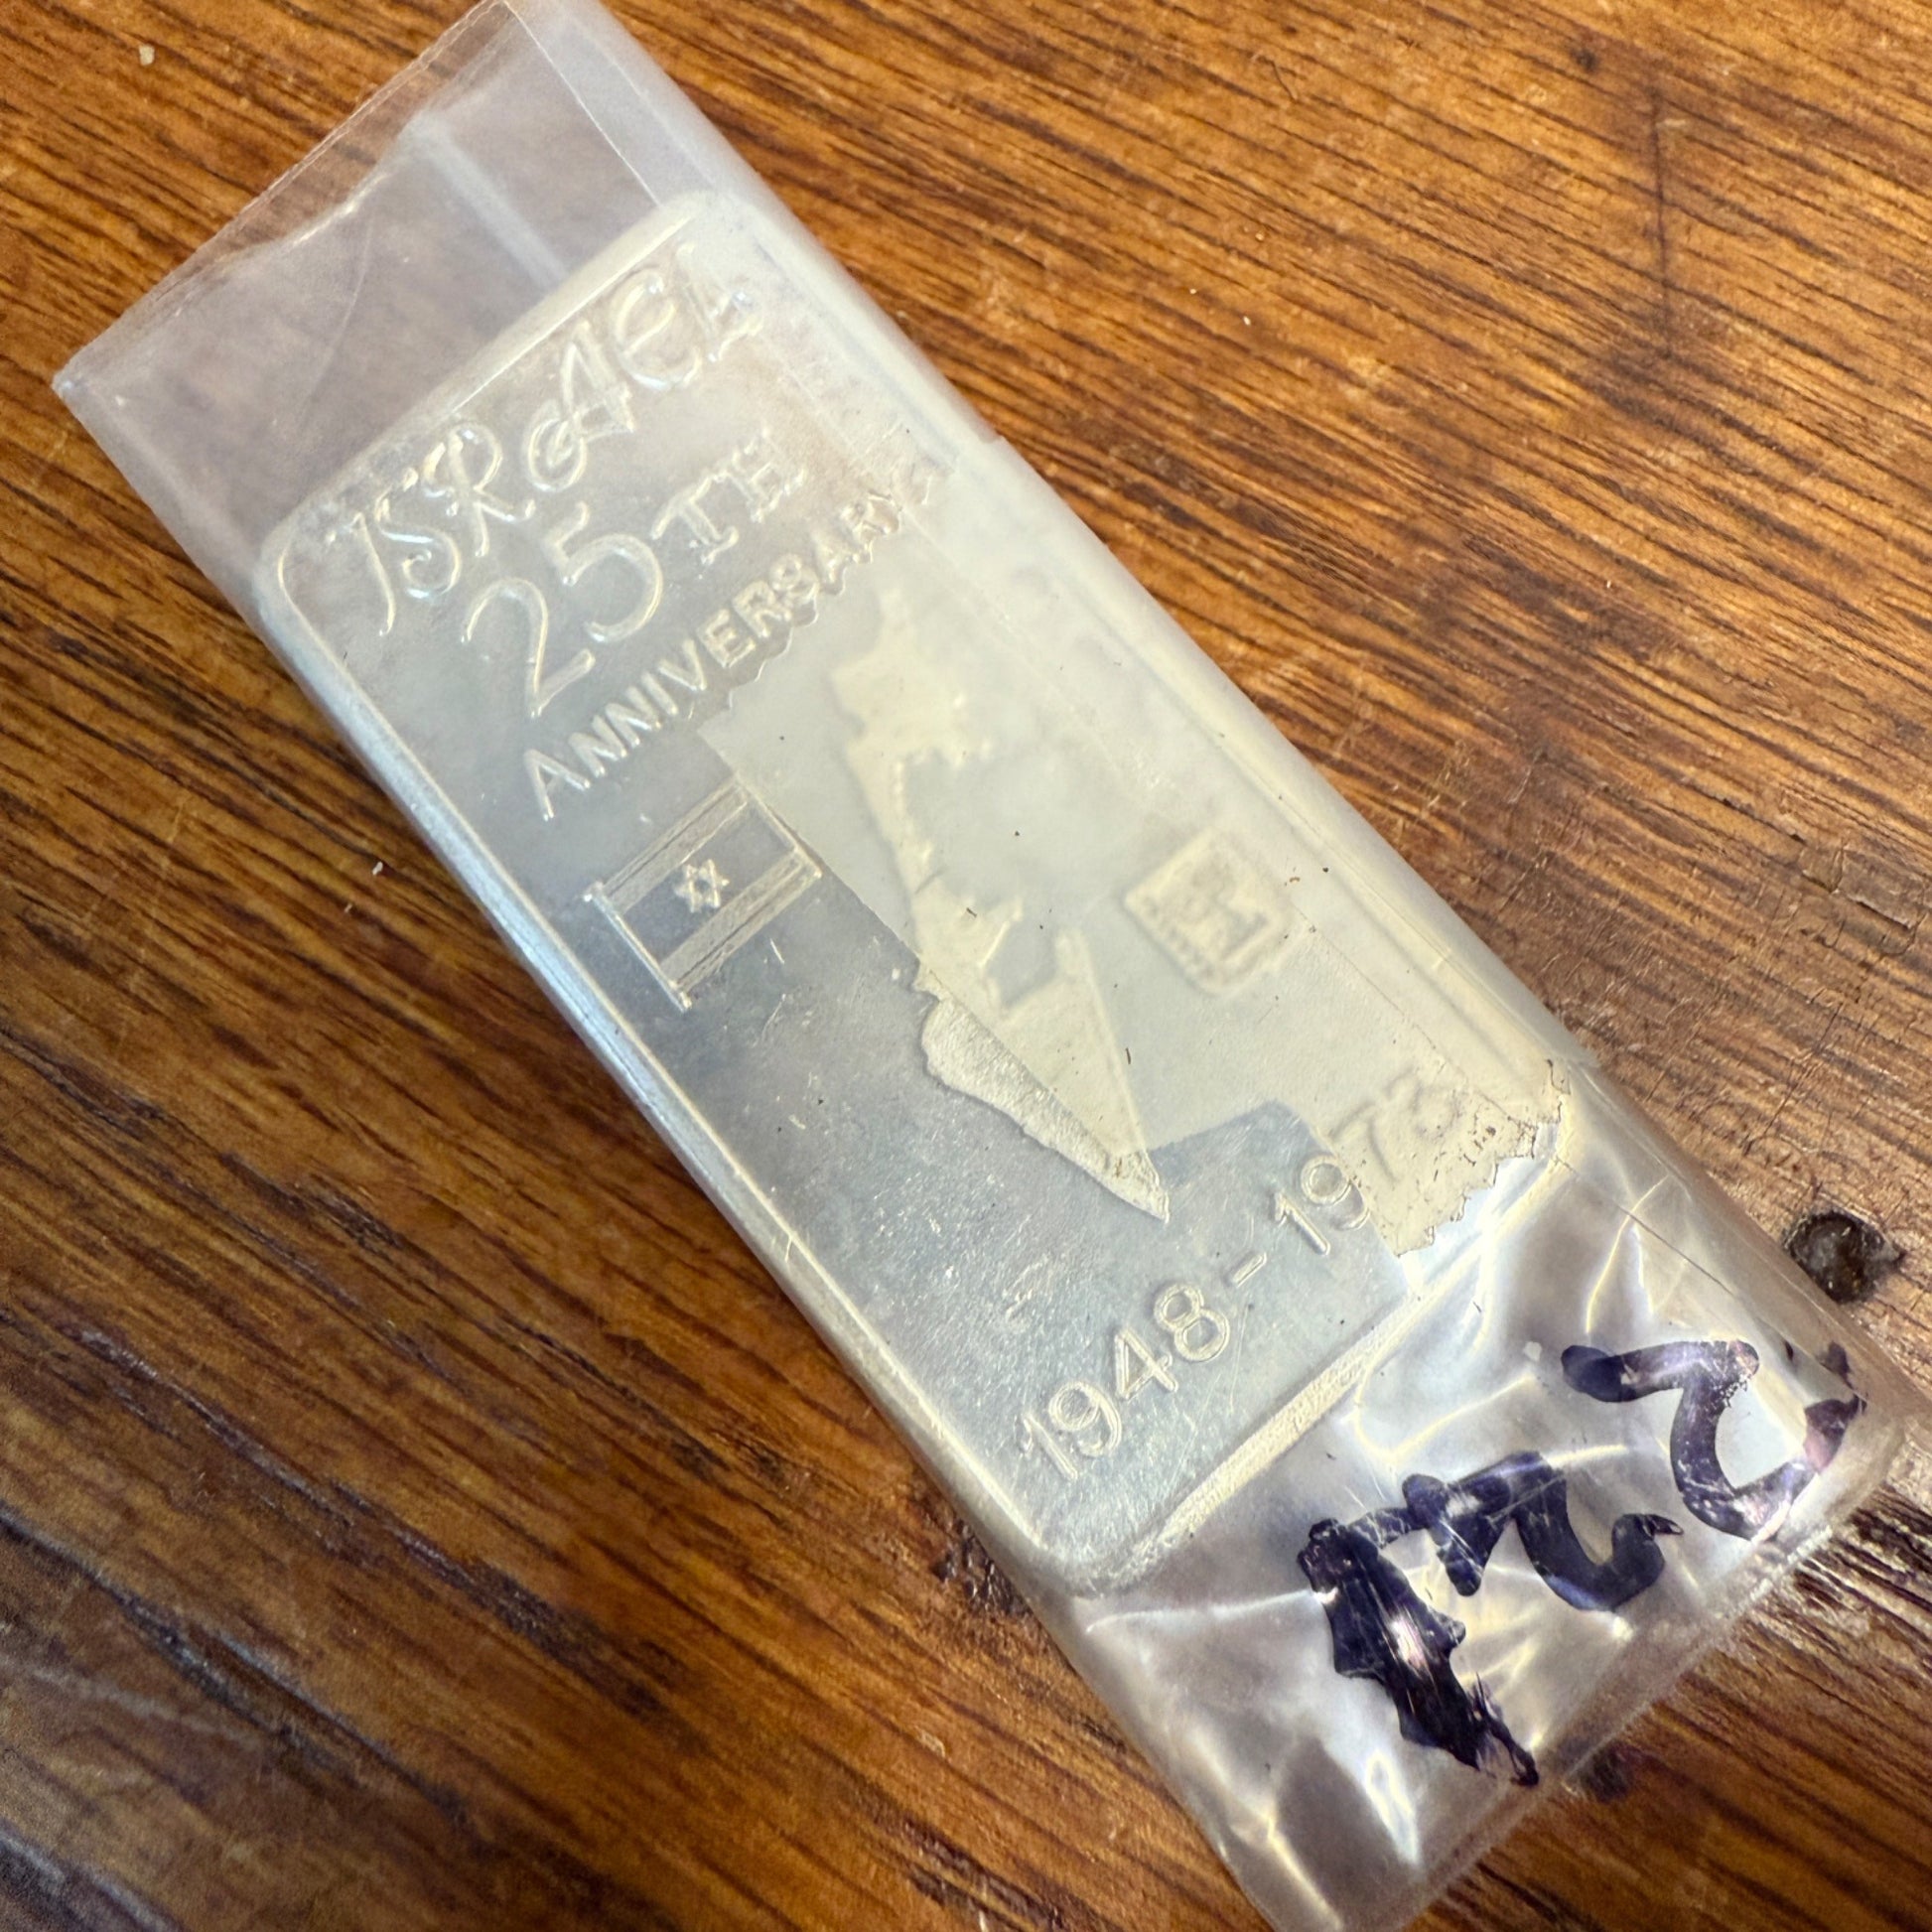 ISRAEL
25TH
ANNIVERSARY
1948-1973